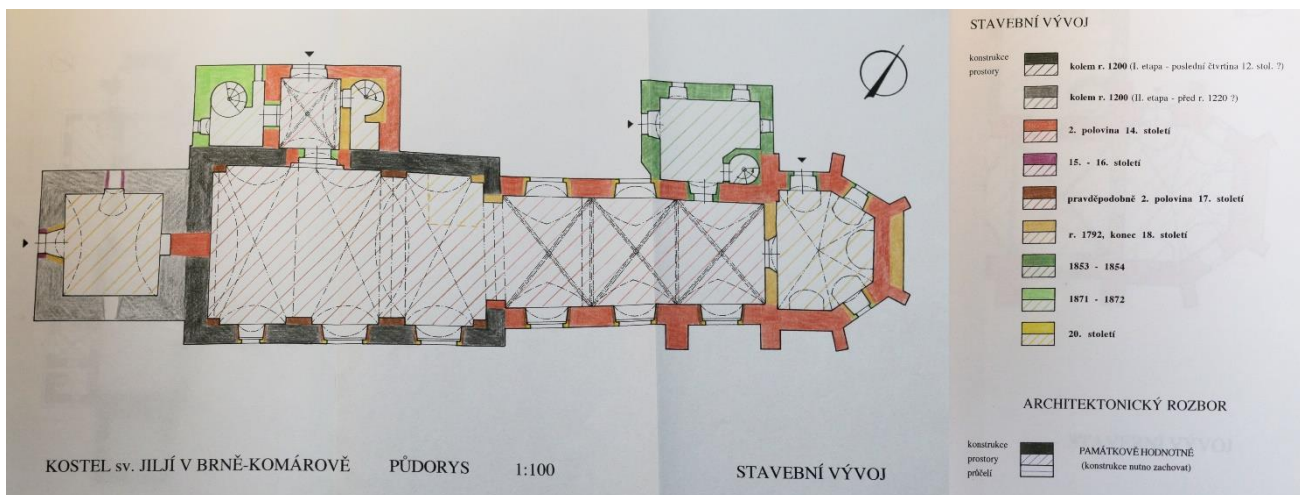 KOSTEL sv. JILJÍ V BRNĚ-KOMÁROVĚ PŮDORYS 1:100
STAVEBNÍ VÝVOJ
STAVEBNÍ VÝVOJ
konstrukce
prostory
kolem r. 1200 (I. etapa - poslední čtvrtina 12. stol. ?)
kolem r. 1200 (II. etapa - před r. 1220 ?)
2. polovina 14. století
15. - 16. století
pravděpodobně 2. polovina 17. století
r. 1792, konec 18. století
1853 - 1854
1871 - 1872
20. století
ARCHITEKTONICKÝ ROZBOR
konstrukce
prostory
průčelí
PAMÁTKOVĚ HODNOTNÉ
(konstrukce nutno zachovat)